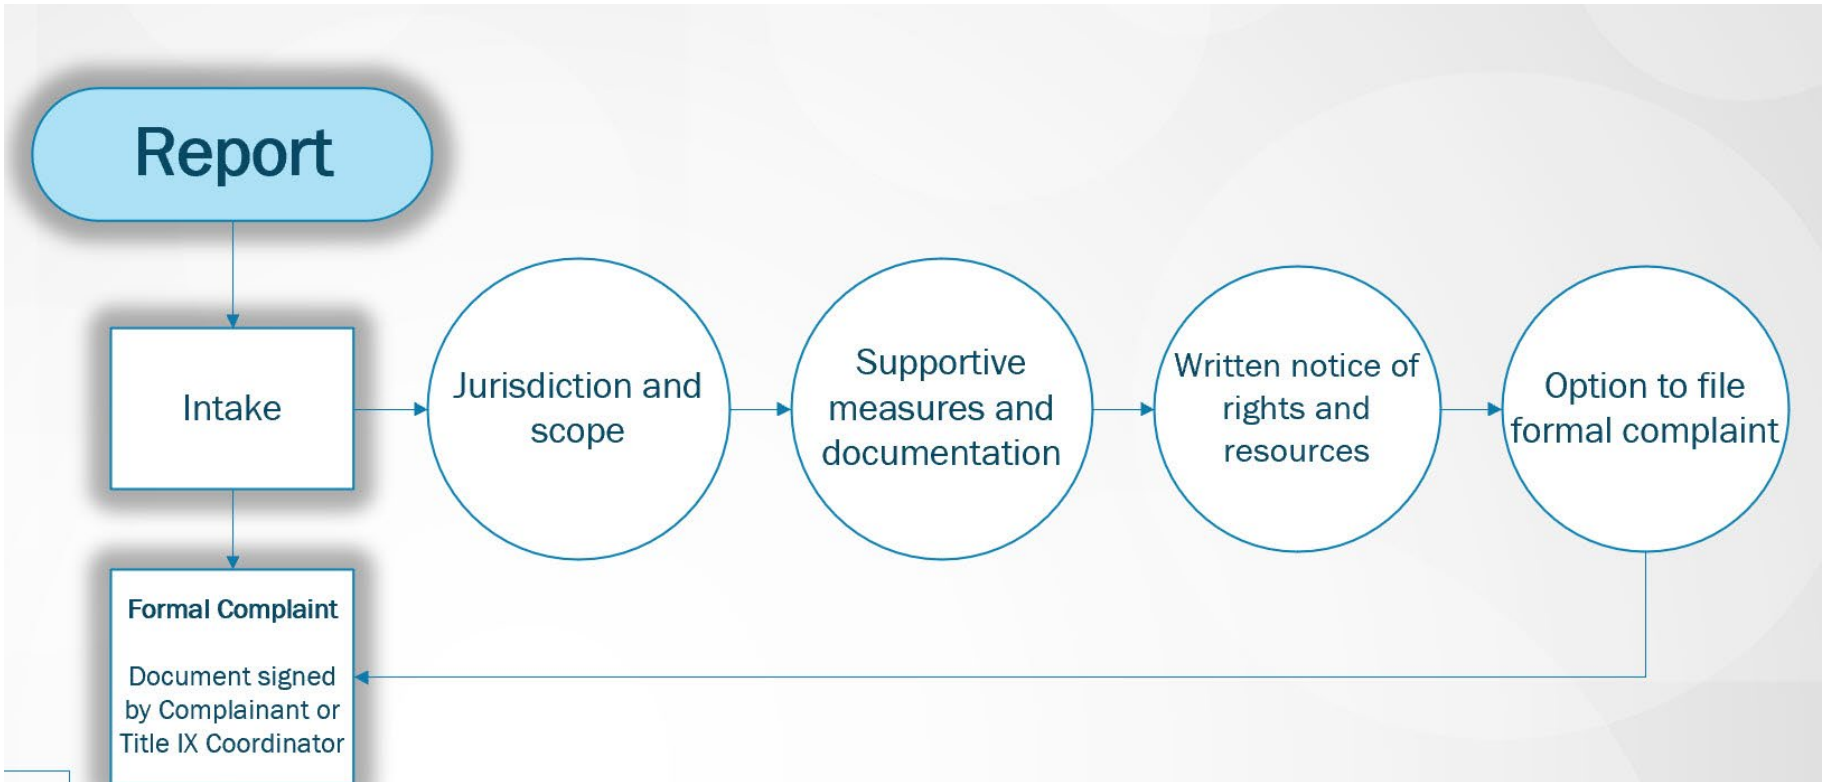 Report
Intake
Jurisdiction and
scope
Supportive
measures and
documentation
Written notice of
rights and
resources
Option to file
formal complaint
Formal Complaint
Document signed
by Complainant or
Title IX Coordinator